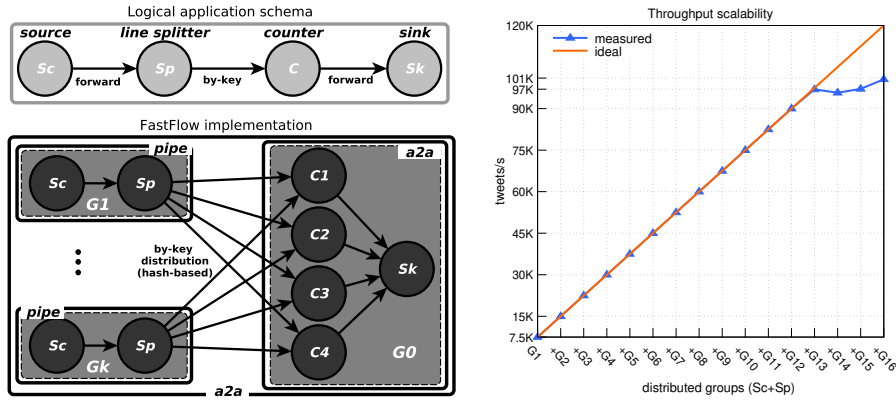 Logical application schema
source
line splitter
counter
sink
Sc
Sp
C
Sk
forward
by-key
forward
FastFlow implementation
pipe
a2a
Sc
Sp
G1
C1
C2
C3
C4
Sk
by-key
distribution
(hash-based)
pipe
Sc
Sp
Gk
G0
a2a
Throughput scalability
measured
ideal
120K
101K
97K
90K
75K
60K
45K
30K
15K
7.5K
tweets/s
G1
+G2
+G3
+G4
+G5
+G6
+G7
+G8
+G9
+G10
+G11
+G12
+G13
+G14
+G15
+G16
distributed groups (Sc+Sp)